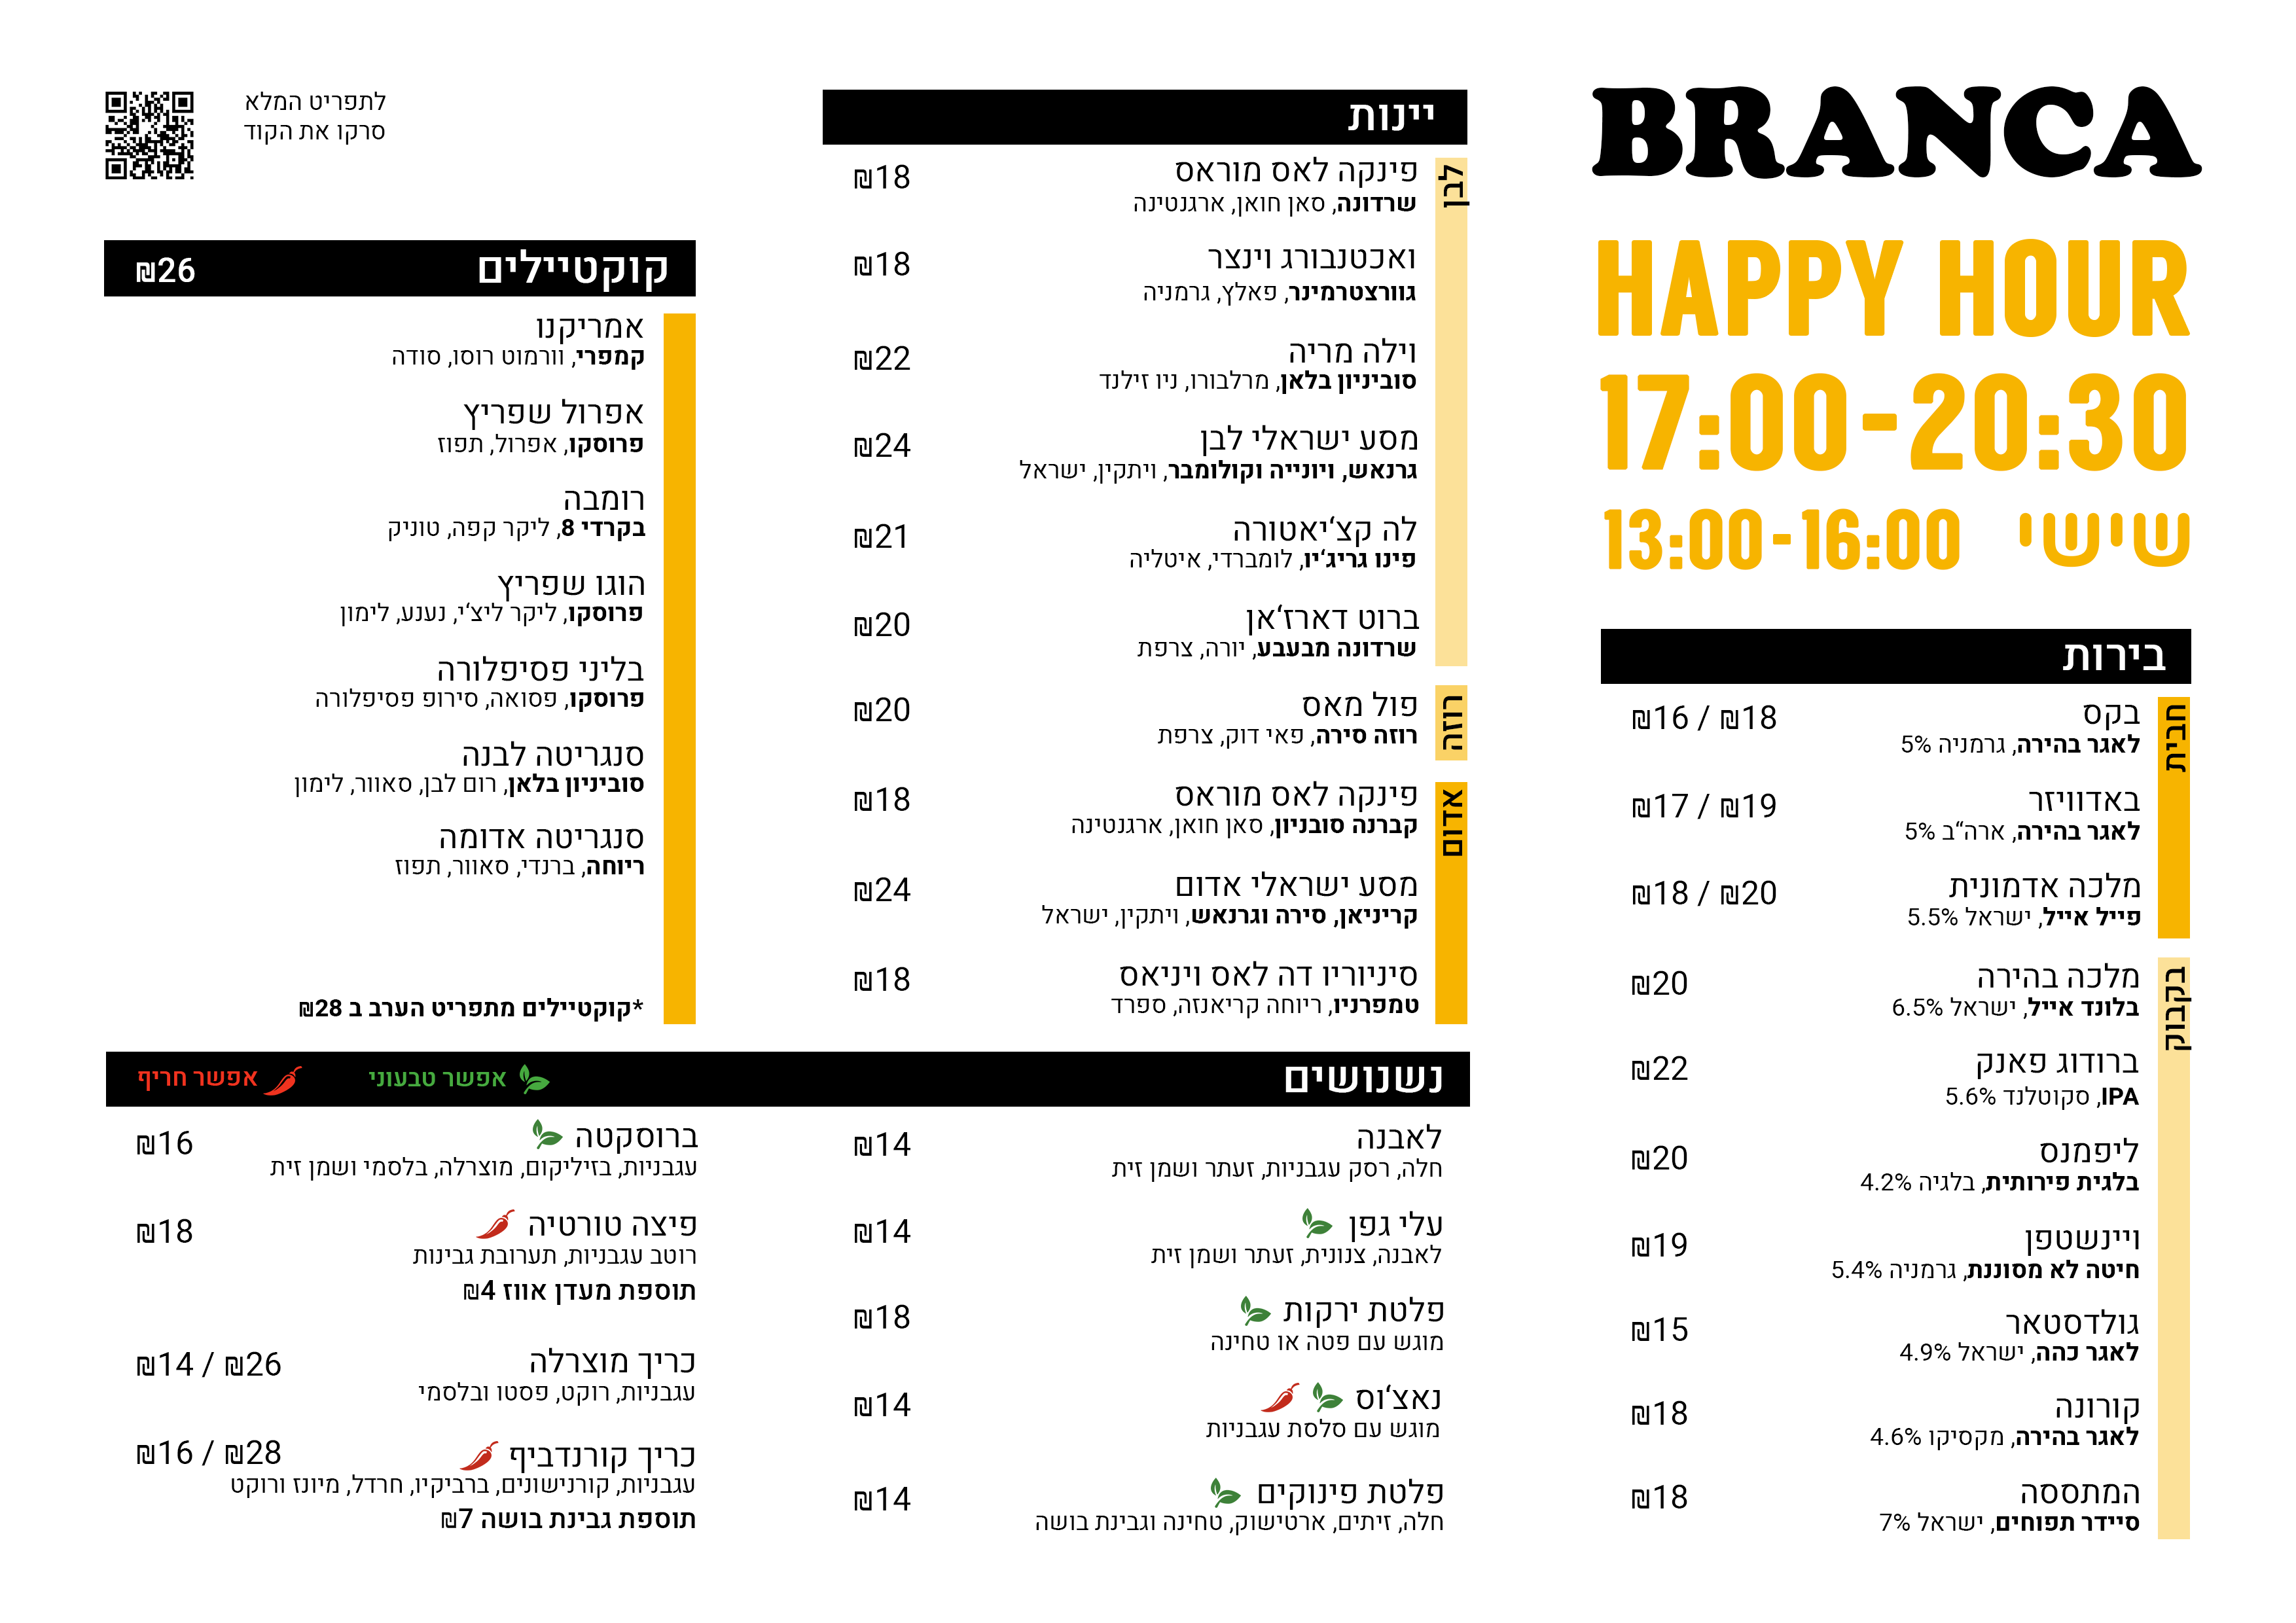 BRANCA
HAPPY HOUR
17:00-20:30
שישי 13:00-16:00
בירות
חבית
בקס ₪16 / ₪18
לאגר בהירה, גרמניה 5%
באדוויזר ₪17 / ₪19
לאגר בהירה, ארה“ב 5%
מלכה אדמונית ₪18 / ₪20
פייל אייל, ישראל 5.5%
בקבוק
מלכה בהירה ₪20
בלונד אייל, ישראל 6.5%
ברודוג פאנק ₪22
IPA, סקוטלנד 5.6%
ליפמנס ₪20
בלגית פירותית, בלגיה 4.2%
ויינשטפן ₪19
חיטה לא מסוננת, גרמניה 5.4%
גולדסטאר ₪15
לאגר כהה, ישראל 4.9%
קורונה ₪18
לאגר בהירה, מקסיקו 4.6%
המתססה ₪18
סיידר תפוחים, ישראל 7%
יינות
לבן
פינקה לאס מוראס ₪18
שרדונה, סאן חואן, ארגנטינה
ואכטנבורג וינצר ₪18
גוורצטרמינר, פאלץ, גרמניה
וילה מריה ₪22
סוביניון בלאן, מרלבורו, ניו זילנד
מסע ישראלי לבן ₪24
גרנאש, ויונייה וקולומבר, ויתקין, ישראל
לה קצ‘יאטורה ₪21
פינו גריג‘יו, לומברדי, איטליה
ברוט דארז‘אן ₪20
שרדונה מבעבע, יורה, צרפת
רוזה
פול מאס ₪20
רוזה סירה, פאי דוק, צרפת
אדום
פינקה לאס מוראס ₪18
קברנה סובניון, סאן חואן, ארגנטינה
מסע ישראלי אדום ₪24
קריניאן, סירה וגרנאש, ויתקין, ישראל
סיניוריו דה לאס ויניאס ₪18
טמפרניו, ריוחה קריאנזה, ספרד
לתפריט המלא
סרקו את הקוד
קוקטיילים ₪26
אמריקנו
קמפרי, וורמוט רוסו, סודה
אפרול שפריץ
פרוסקו, אפרול, תפוז
רומבה
בקרדי 8, ליקר קפה, טוניק
הוגו שפריץ
פרוסקו, ליקר ליצ‘י, נענע, לימון
בליני פסיפלורה
פרוסקו, פסואה, סירופ פסיפלורה
סנגריטה לבנה
סוביניון בלאן, רום לבן, סאוור, לימון
סנגריטה אדומה
ריוחה, ברנדי, סאוור, תפוז
*קוקטיילים מתפריט הערב ב ₪28
נשנושים אפשר טבעוני אפשר חריף
לאבנה ₪14
חלה, רסק עגבניות, זעתר ושמן זית
עלי גפן ₪14
לאבנה, צנונית, זעתר ושמן זית
פלטת ירקות ₪18
מוגש עם פטה או טחינה
נאצ‘וס ₪14
מוגש עם סלסת עגבניות
פלטת פינוקים ₪14
חלה, זיתים, ארטישוק, טחינה וגבינת בושה
ברוסקטה ₪16
עגבניות, בזיליקום, מוצרלה, בלסמי ושמן זית
פיצה טורטיה ₪18
רוטב עגבניות, תערובת גבינות
תוספת מעדן אווז ₪4
כריך מוצרלה ₪14 / ₪26
עגבניות, רוקט, פסטו ובלסמי
כריך קורנדביף ₪16 / ₪28
עגבניות, קורנישונים, ברביקיו, חרדל, מיונז ורוקט
תוספת גבינת בושה ₪7